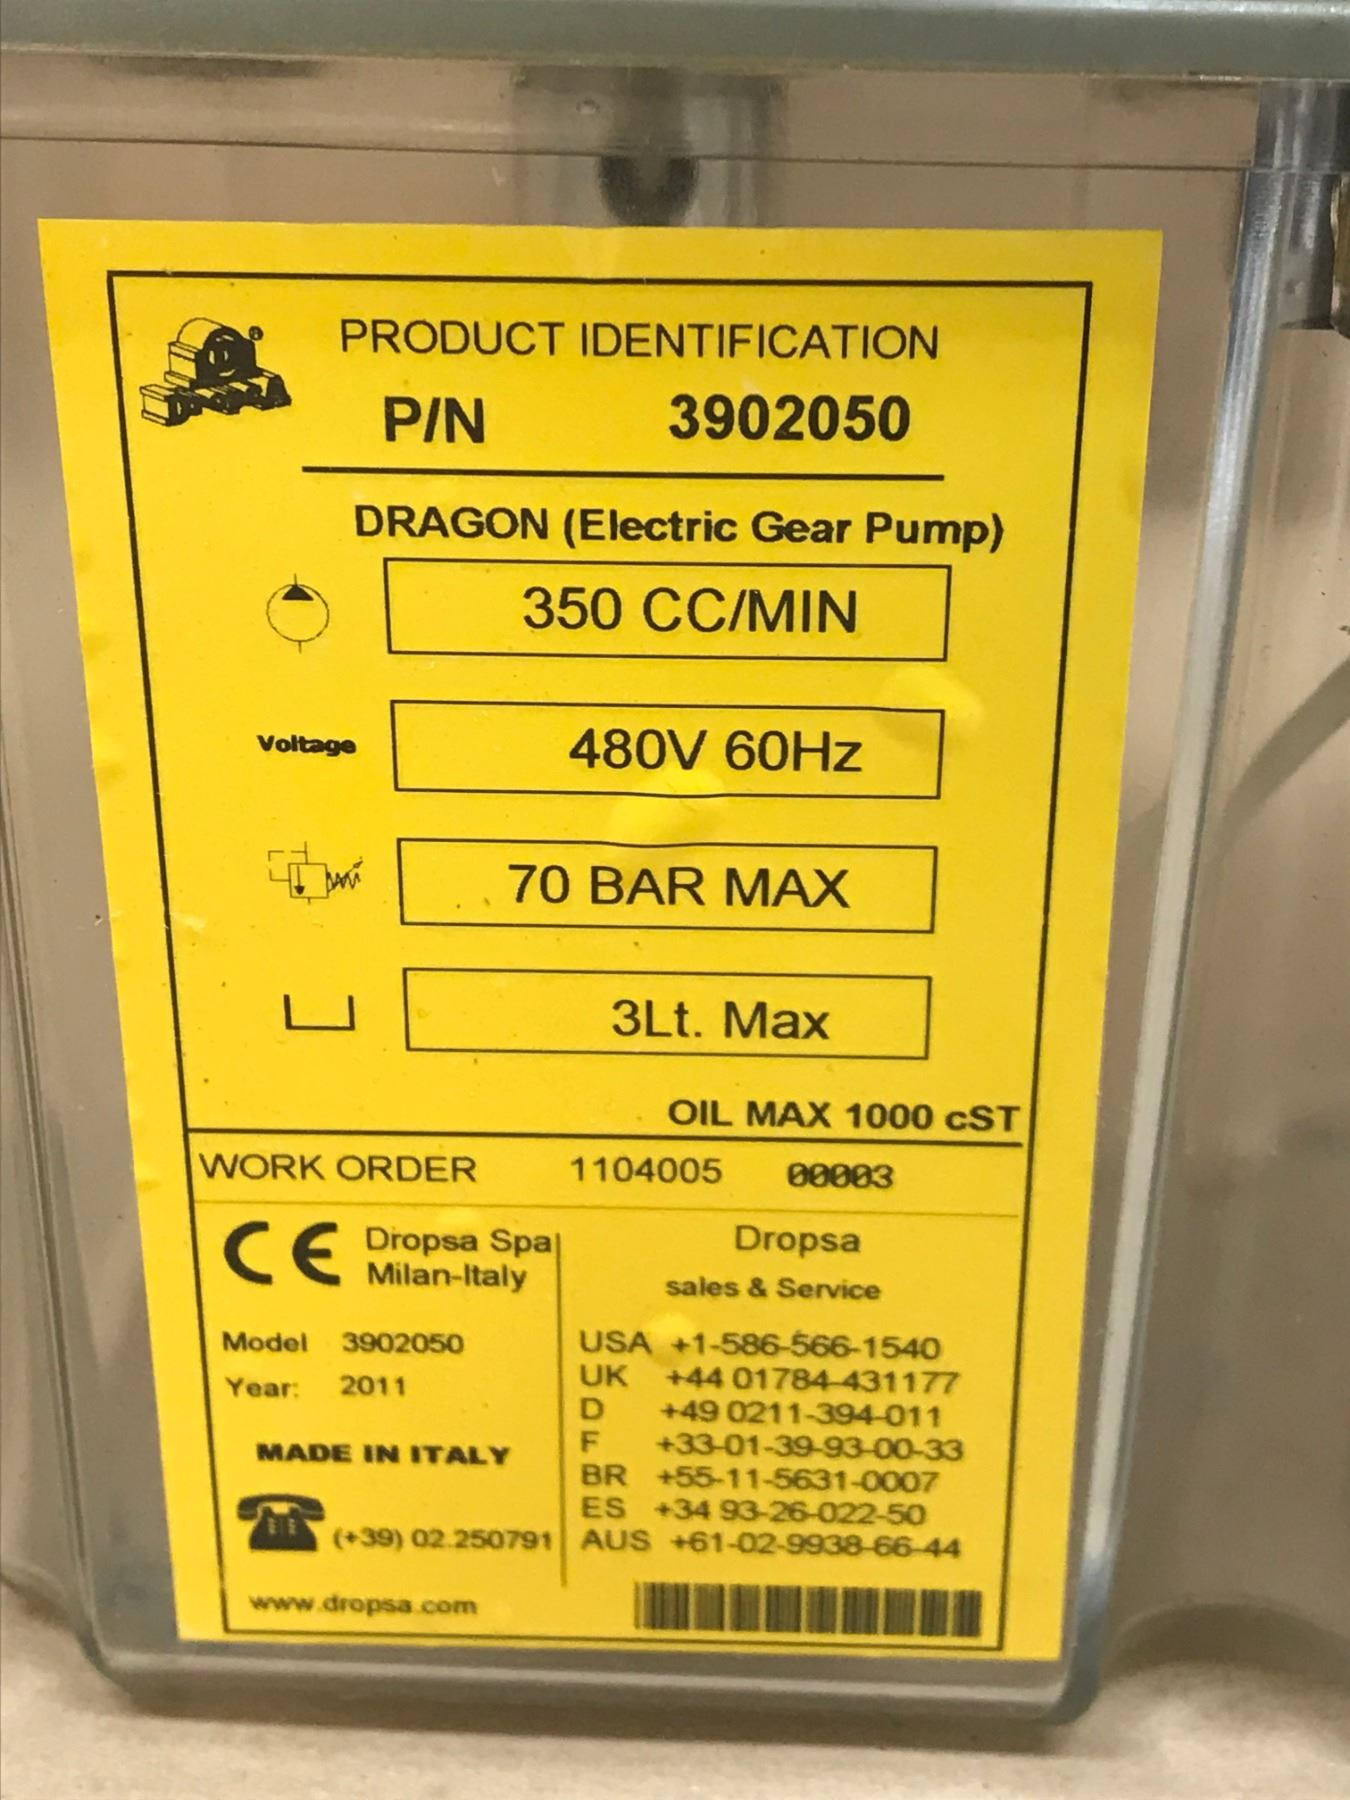 PRODUCT IDENTIFICATION
P/N 3902050
DRAGON (Electric Gear Pump)
350 CC/MIN
Voltage 480V 60Hz
70 BAR MAX
3Lt. Max
OIL MAX 1000 cST
WORK ORDER 1104005 00003
CE Dropsa Spa
Milan-Italy
Model 3902050
Year: 2011
MADE IN ITALY
(+39) 02.250791
www.dropsa.com
Dropsa
sales & Service
USA +1-586-566-1540
UK +44 01784-431177
D +49 0211-394-011
F +33-01-39-93-00-33
BR +55-11-5631-0007
ES +34 93-26-022-50
AUS +61-02-9938-66-44